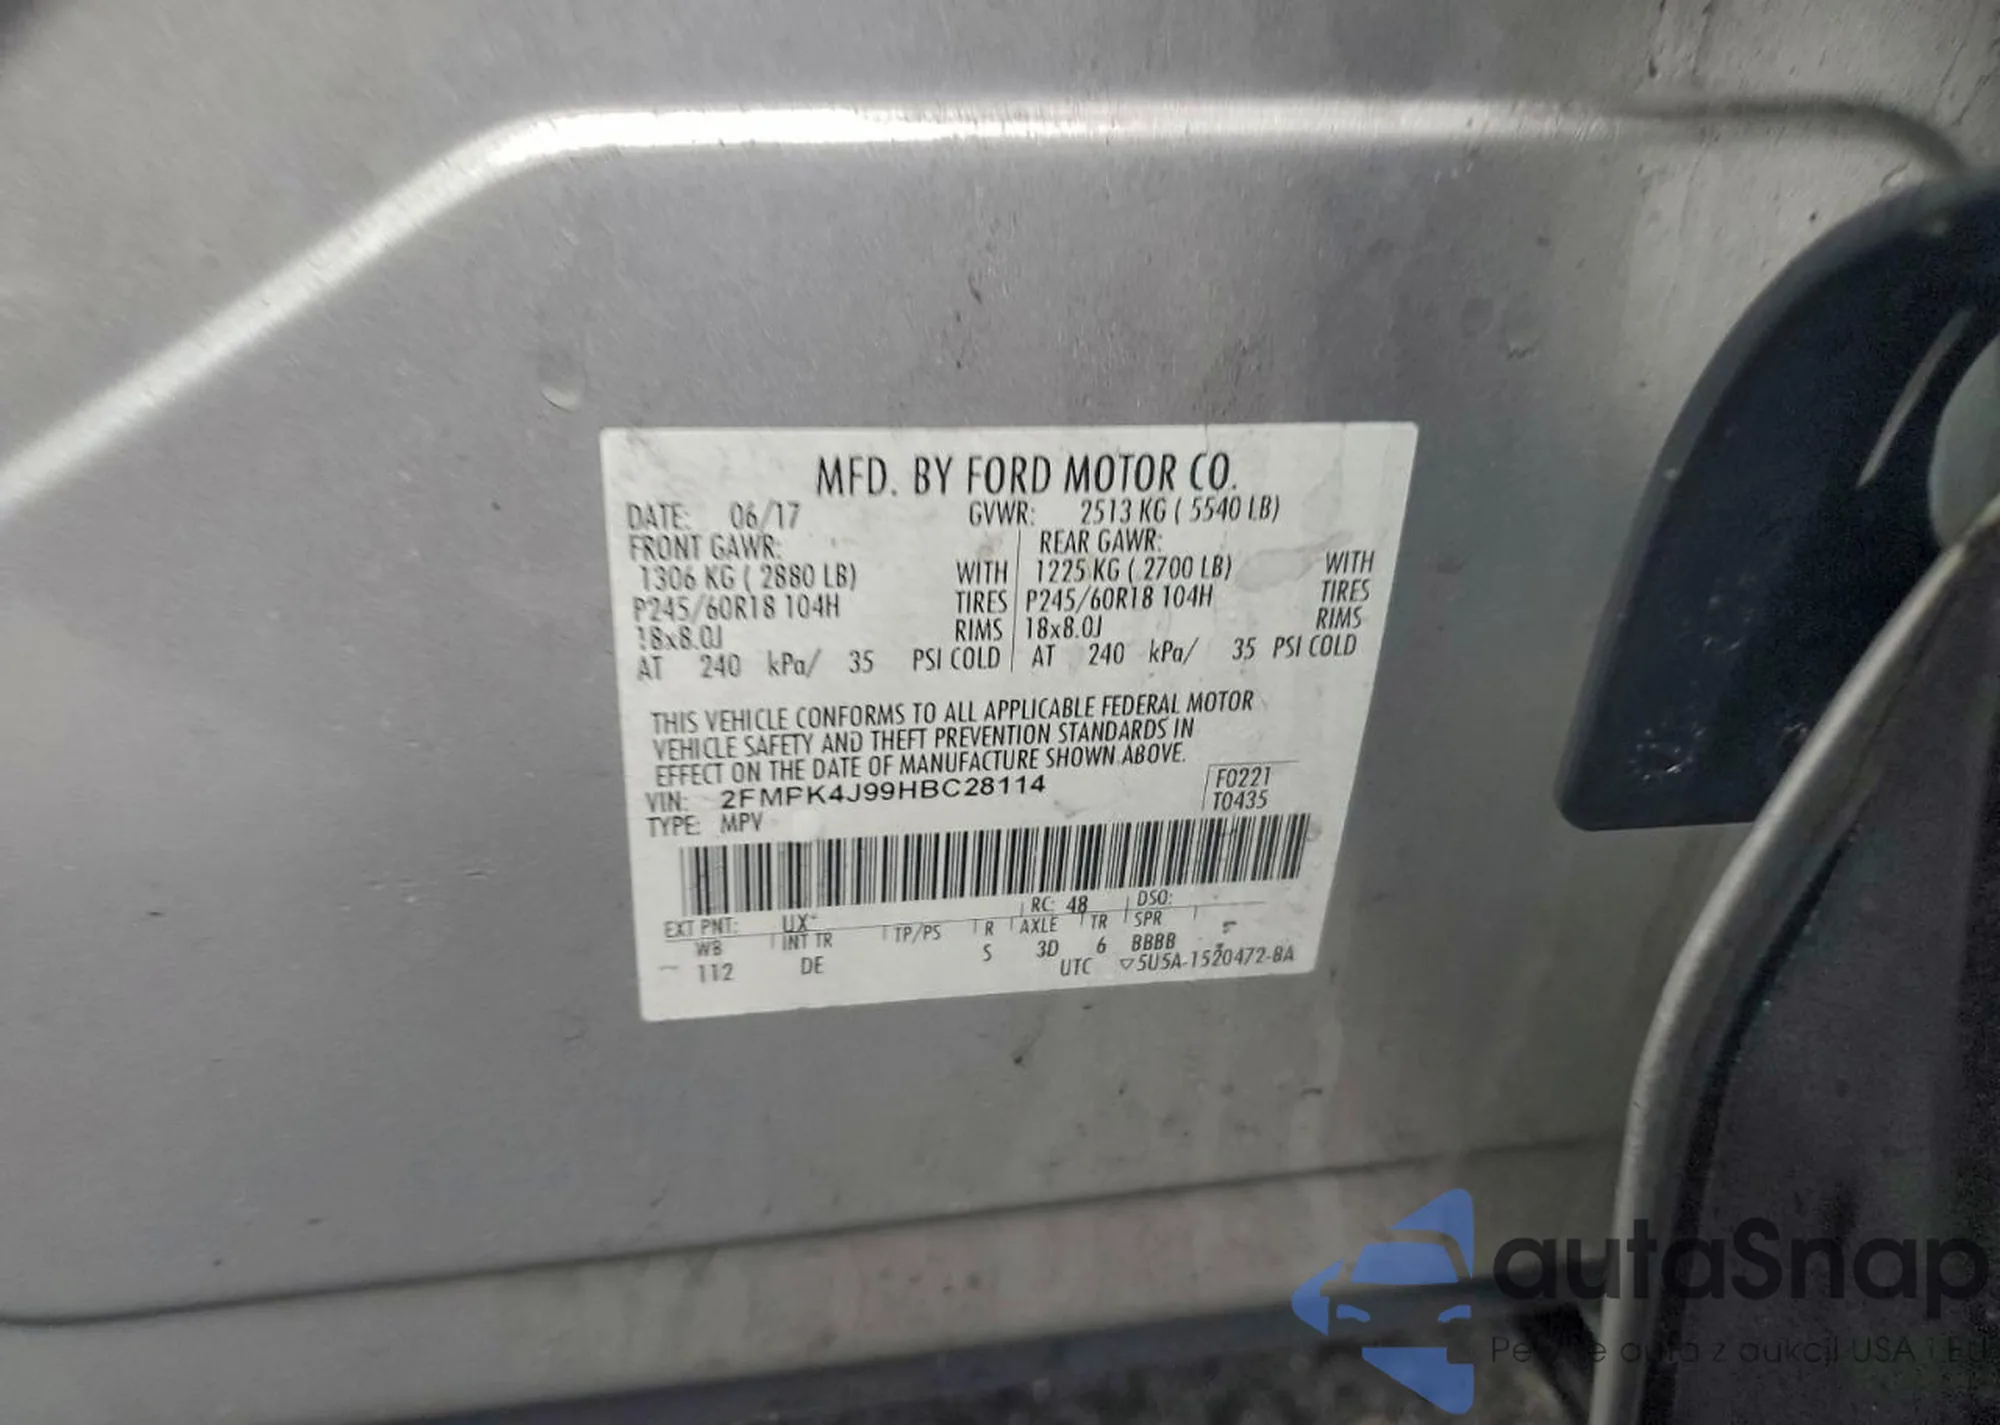 MFD. BY FORD MOTOR CO.
DATE: 06/17 GVWR: 2513 KG ( 5540 LB)
FRONT GAWR: REAR GAWR:
1306 KG ( 2880 LB) WITH 1225 KG ( 2700 LB) WITH
P245/60R18 104H TIRES P245/60R18 104H TIRES
18x8.0J RIMS 18x8.0J RIMS
AT 240 kPa/ 35 PSI COLD AT 240 kPa/ 35 PSI COLD
THIS VEHICLE CONFORMS TO ALL APPLICABLE FEDERAL MOTOR
VEHICLE SAFETY AND THEFT PREVENTION STANDARDS IN
EFFECT ON THE DATE OF MANUFACTURE SHOWN ABOVE.
VIN: 2FMPK4J99HBC28114 F0221
TYPE: MPV T0435
EXT PNT: UX RC: 48 DSO:
WB INT TR TP/PS R AXLE TR SPR
112 DE S 3D 6 BBBB
UTC ▽5U5A-1520472-BA
autaSnap
auta z aukcji USA i